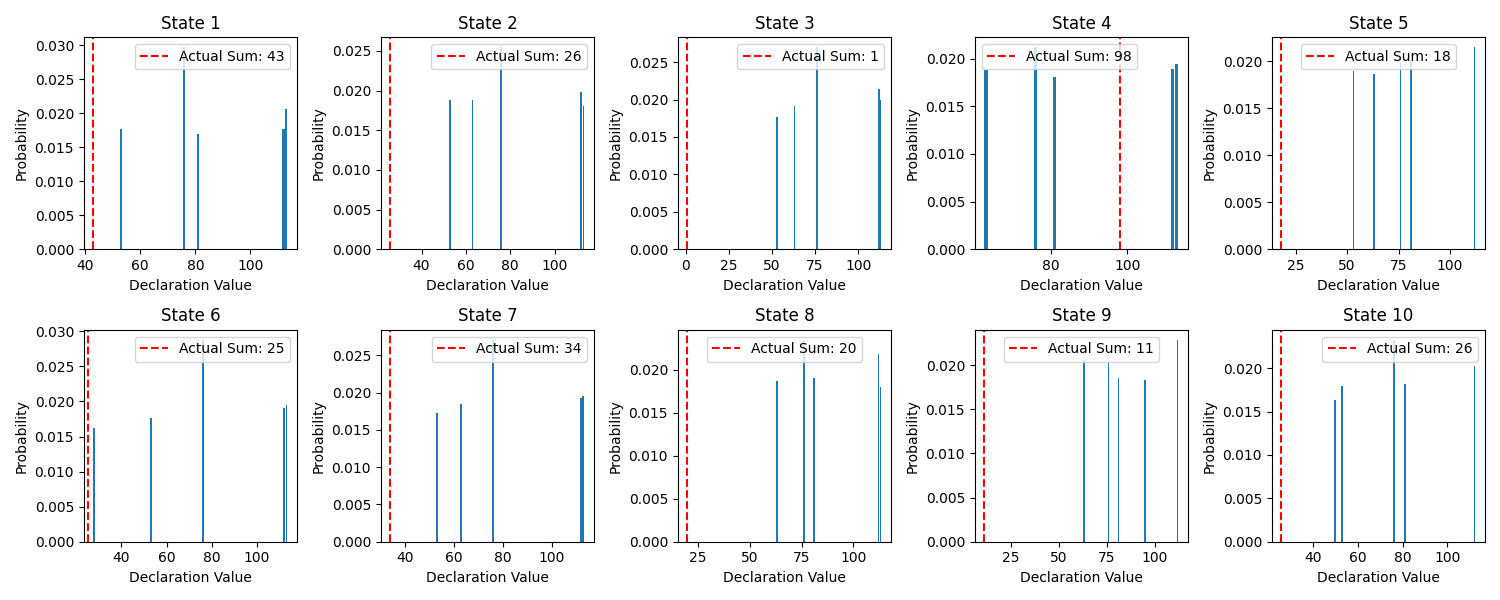 State 1
State 2
State 3
State 4
State 5
Actual Sum: 43
Actual Sum: 26
Actual Sum: 1
Actual Sum: 98
Actual Sum: 18
Probability
0.030
0.025
0.020
0.015
0.010
0.005
0.000
40 60 80 100
Declaration Value
Probability
0.025
0.020
0.015
0.010
0.005
0.000
40 60 80 100
Declaration Value
Probability
0.025
0.020
0.015
0.010
0.005
0.000
0 25 50 75 100
Declaration Value
Probability
0.020
0.015
0.010
0.005
0.000
80 100
Declaration Value
Probability
0.020
0.015
0.010
0.005
0.000
25 50 75 100
Declaration Value
State 6
State 7
State 8
State 9
State 10
Actual Sum: 25
Actual Sum: 34
Actual Sum: 20
Actual Sum: 11
Actual Sum: 26
Probability
0.030
0.025
0.020
0.015
0.010
0.005
0.000
40 60 80 100
Declaration Value
Probability
0.025
0.020
0.015
0.010
0.005
0.000
40 60 80 100
Declaration Value
Probability
0.020
0.015
0.010
0.005
0.000
25 50 75 100
Declaration Value
Probability
0.020
0.015
0.010
0.005
0.000
25 50 75 100
Declaration Value
Probability
0.020
0.015
0.010
0.005
0.000
40 60 80 100
Declaration Value